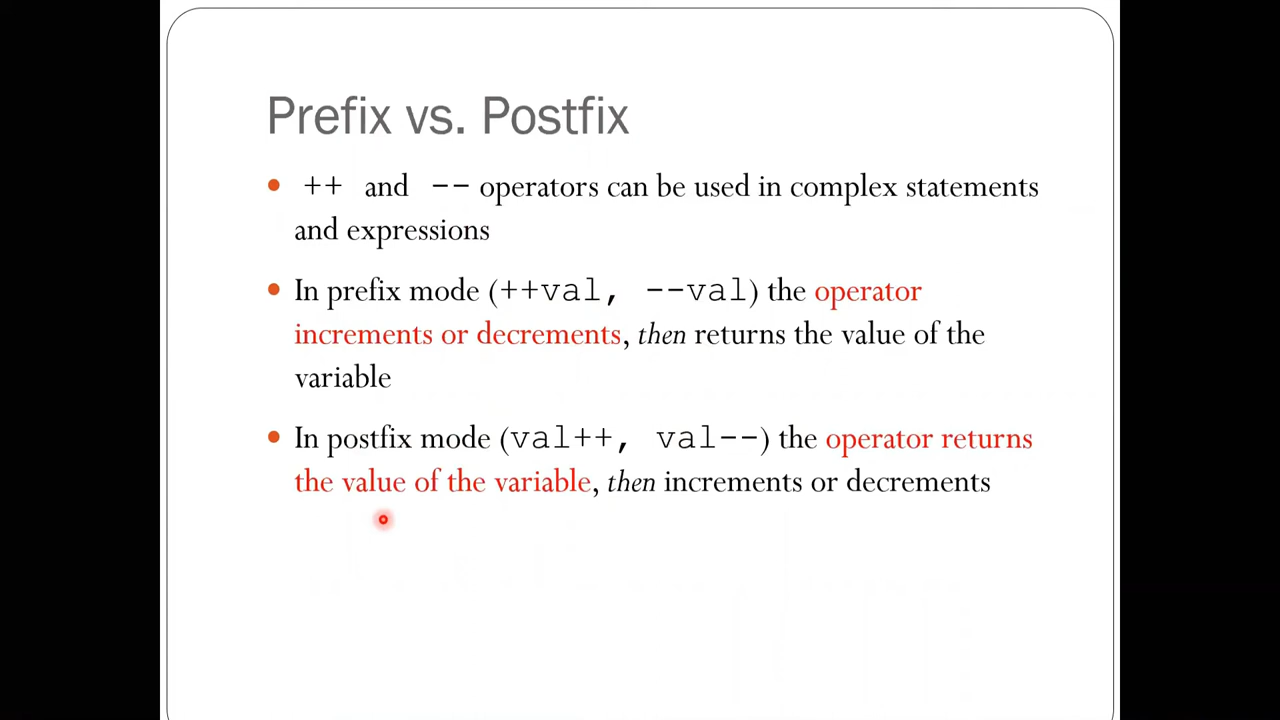 Prefix vs. Postfix
• ++ and -- operators can be used in complex statements
and expressions
• In prefix mode (++val, --val) the operator
increments or decrements, then returns the value of the
variable
• In postfix mode (val++, val--) the operator returns
the value of the variable, then increments or decrements